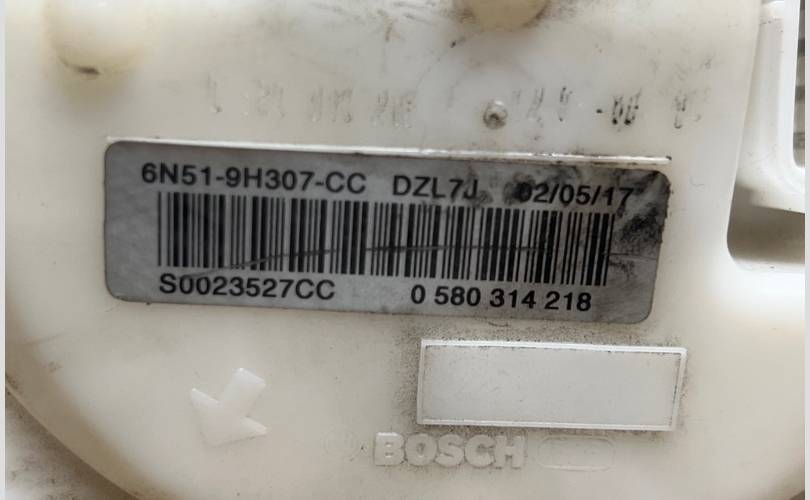 6N51-9H307-CC DZL7J 02/05/17
S0023527CC 0 580 314 218
BOSCH